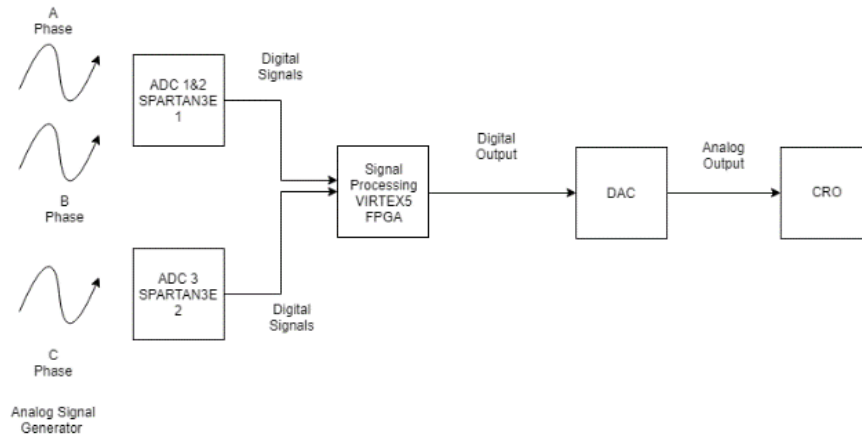 A
Phase
ADC 1&2
SPARTAN3E
1
Digital
Signals
B
Phase
Signal
Processing
VIRTEX5
FPGA
Digital
Output
DAC
Analog
Output
CRO
ADC 3
SPARTAN3E
2
Digital
Signals
C
Phase
Analog Signal
Generator